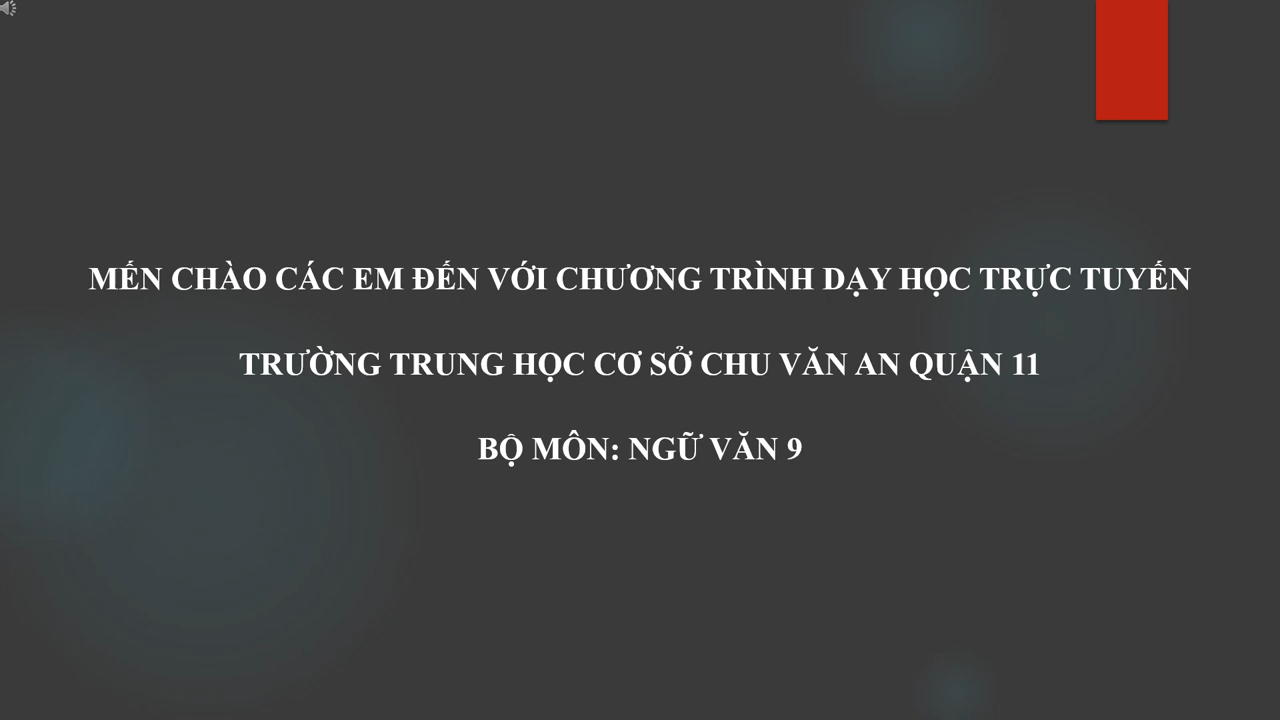 MẾN CHÀO CÁC EM ĐẾN VỚI CHƯƠNG TRÌNH DẠY HỌC TRỰC TUYẾN
TRƯỜNG TRUNG HỌC CƠ SỞ CHU VĂN AN QUẬN 11
BỘ MÔN: NGỮ VĂN 9